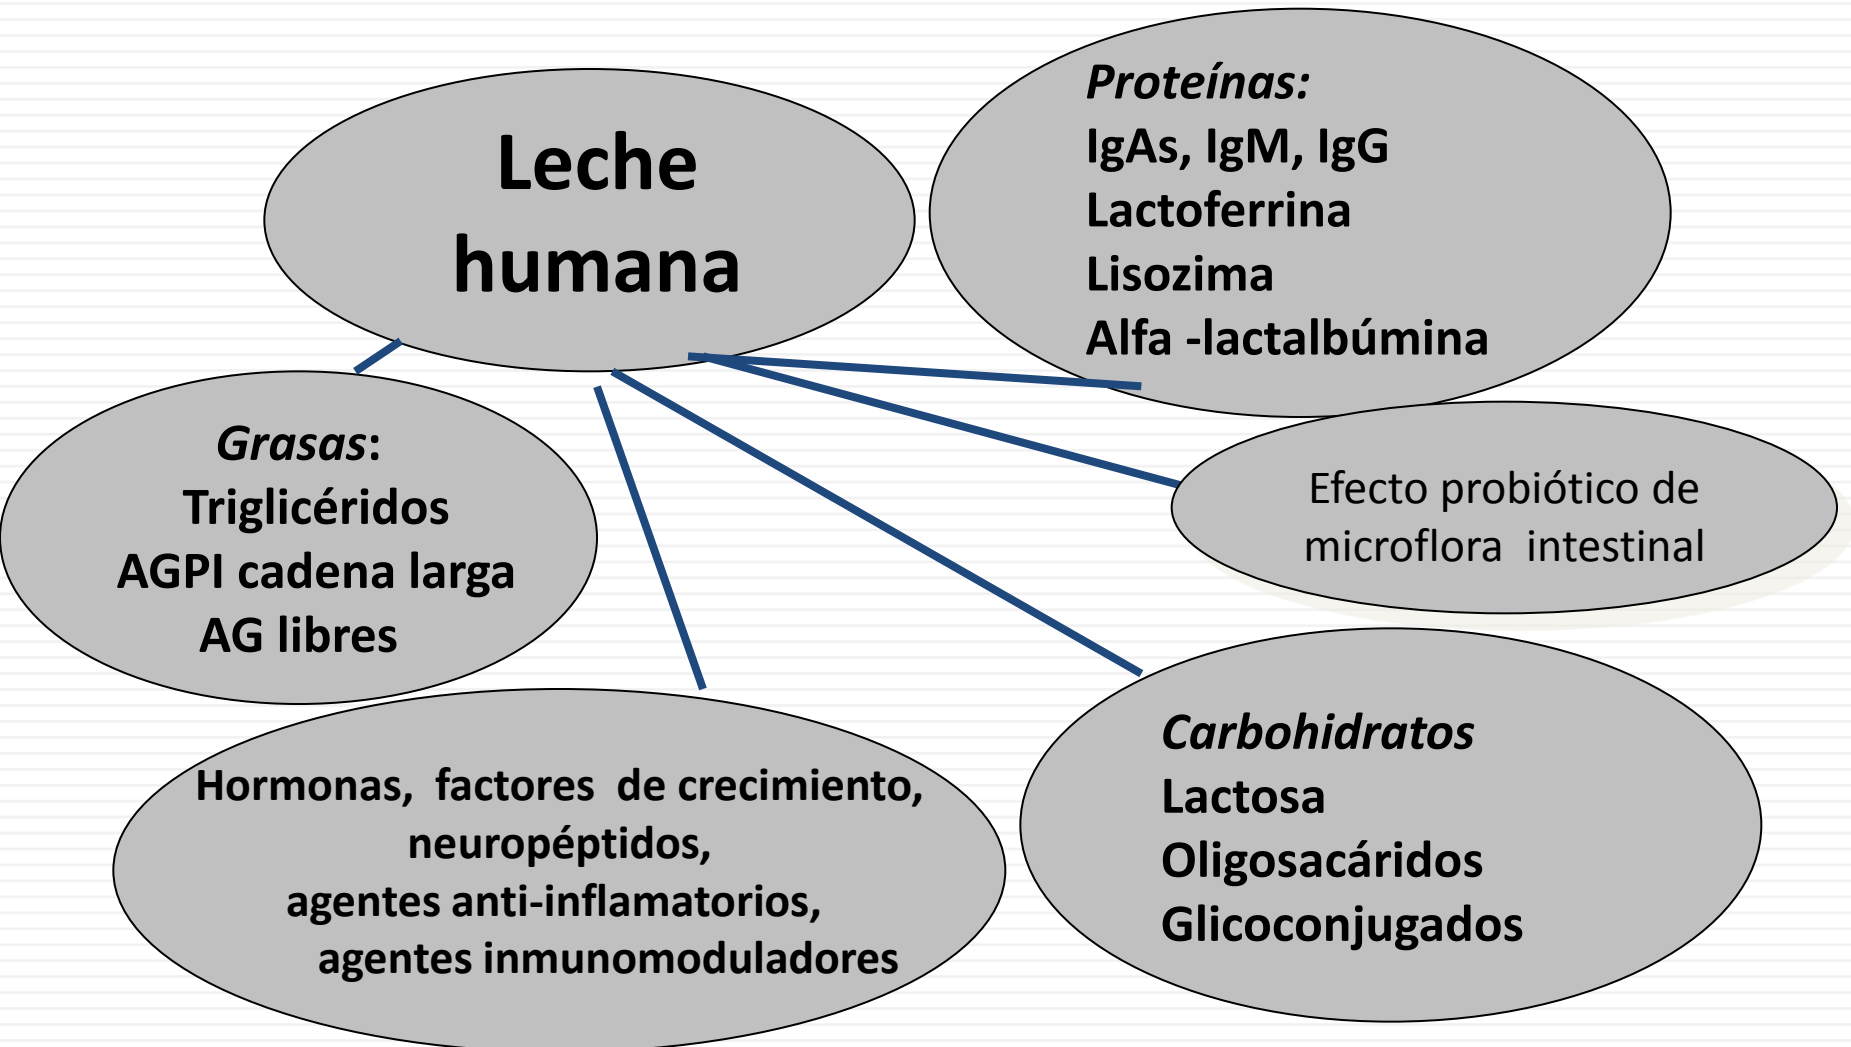 Leche
humana
Proteínas:
IgAs, IgM, IgG
Lactoferrina
Lisozima
Alfa -lactalbúmina
Grasas:
Triglicéridos
AGPI cadena larga
AG libres
Efecto probiótico de
microflora intestinal
Hormonas, factores de crecimiento,
neuropéptidos,
agentes anti-inflamatorios,
agentes inmunomoduladores
Carbohidratos
Lactosa
Oligosacáridos
Glicoconjugados